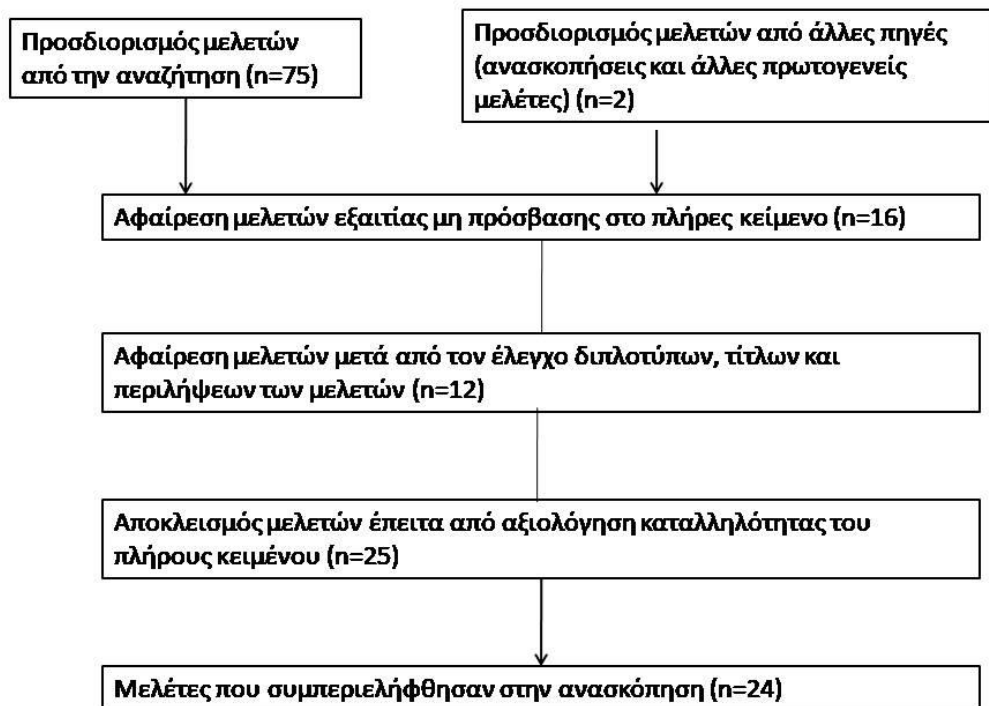 Προσδιορισμός μελετών
από την αναζήτηση (n=75)
Προσδιορισμός μελετών από άλλες πηγές
(ανασκοπήσεις και άλλες πρωτογενείς
μελέτες) (n=2)
Αφαίρεση μελετών εξαιτίας μη πρόσβασης στο πλήρες κείμενο (n=16)
Αφαίρεση μελετών μετά από τον έλεγχο διπλοτύπων, τίτλων και
περιλήψεων των μελετών (n=12)
Αποκλεισμός μελετών έπειτα από αξιολόγηση καταλληλότητας του
πλήρους κειμένου (n=25)
Μελέτες που συμπεριελήφθησαν στην ανασκόπηση (n=24)